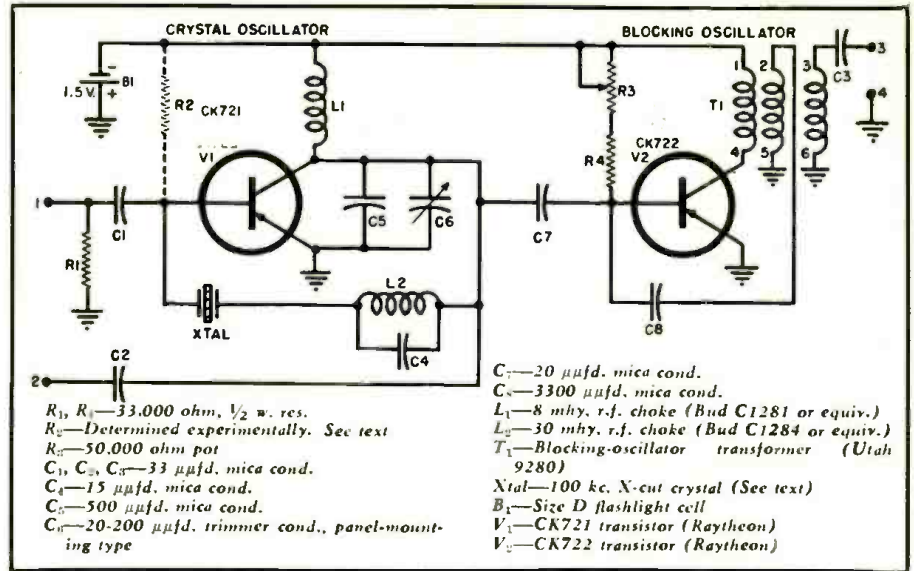 CRYSTAL OSCILLATOR
BLOCKING OSCILLATOR
1.5 V.
-
+
B1
R2
CK721
V1
L1
1
C1
R1
C5
C6
XTAL
L2
C4
C2
2
C7
R3
R4
CK722
V2
C8
T1
1
2
3
4
5
6
C3
3
4
R₁, R₄—33,000 ohm, ½ w. res.
R₂—Determined experimentally. See text
R₃—50,000 ohm pot
C₁, C₂, C₃—33 μμfd. mica cond.
C₄—15 μμfd. mica cond.
C₅—500 μμfd. mica cond.
C₆—20-200 μμfd. trimmer cond., panel-mount-
ing type
C₇—20 μμfd. mica cond.
C₈—3300 μμfd. mica cond.
L₁—8 mhy. r.f. choke (Bud C1281 or equiv.)
L₂—30 mhy. r.f. choke (Bud C1284 or equiv.)
T₁—Blocking-oscillator transformer (Utah
9280)
Xtal—100 kc. X-cut crystal (See text)
B₁—Size D flashlight cell
V₁—CK721 transistor (Raytheon)
V₂—CK722 transistor (Raytheon)